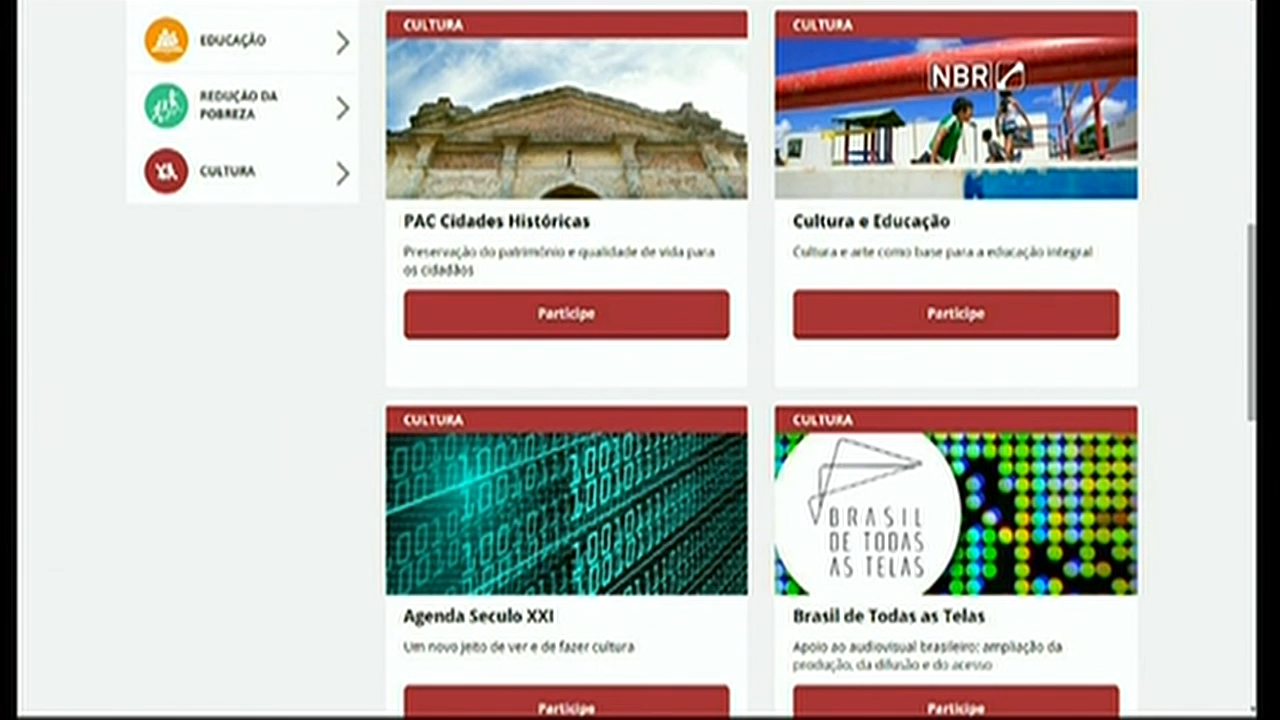 EDUCAÇÃO
REDUÇÃO DA
POBREZA
CULTURA
CULTURA
PAC Cidades Históricas
Preservação do patrimônio e qualidade de vida para
os cidadãos
Participe
CULTURA
NBR
Cultura e Educação
Cultura e arte como base para a educação integral
Participe
CULTURA
Agenda Seculo XXI
Um novo jeito de ver e de fazer cultura
Participe
CULTURA
BRASIL
DE TODAS
AS TELAS
Brasil de Todas as Telas
Apoio ao audiovisual brasileiro: ampliação da
produção, da difusão e do acesso
Participe